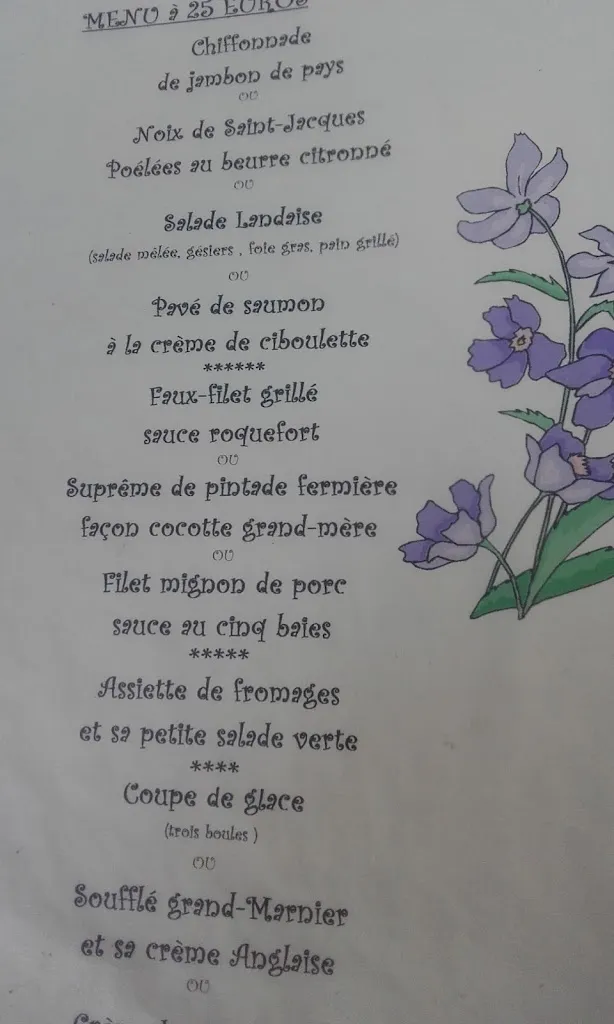 MENU à 25 EUROS
Chiffonnade
de jambon de pays
OU
Noix de Saint-Jacques
Poélées au beurre citronné
OU
Salade Landaise
(salade mêlée, gésiers , foie gras, pain grillé)
OU
Pavé de saumon
à la crème de ciboulette
******
Faux-filet grillé
sauce roquefort
OU
Suprême de pintade fermière
façon cocotte grand-mère
OU
Filet mignon de porc
sauce au cinq baies
*****
Assiette de fromages
et sa petite salade verte
****
Coupe de glace
(trois boules )
OU
Soufflé grand-Marnier
et sa crème Anglaise
OU